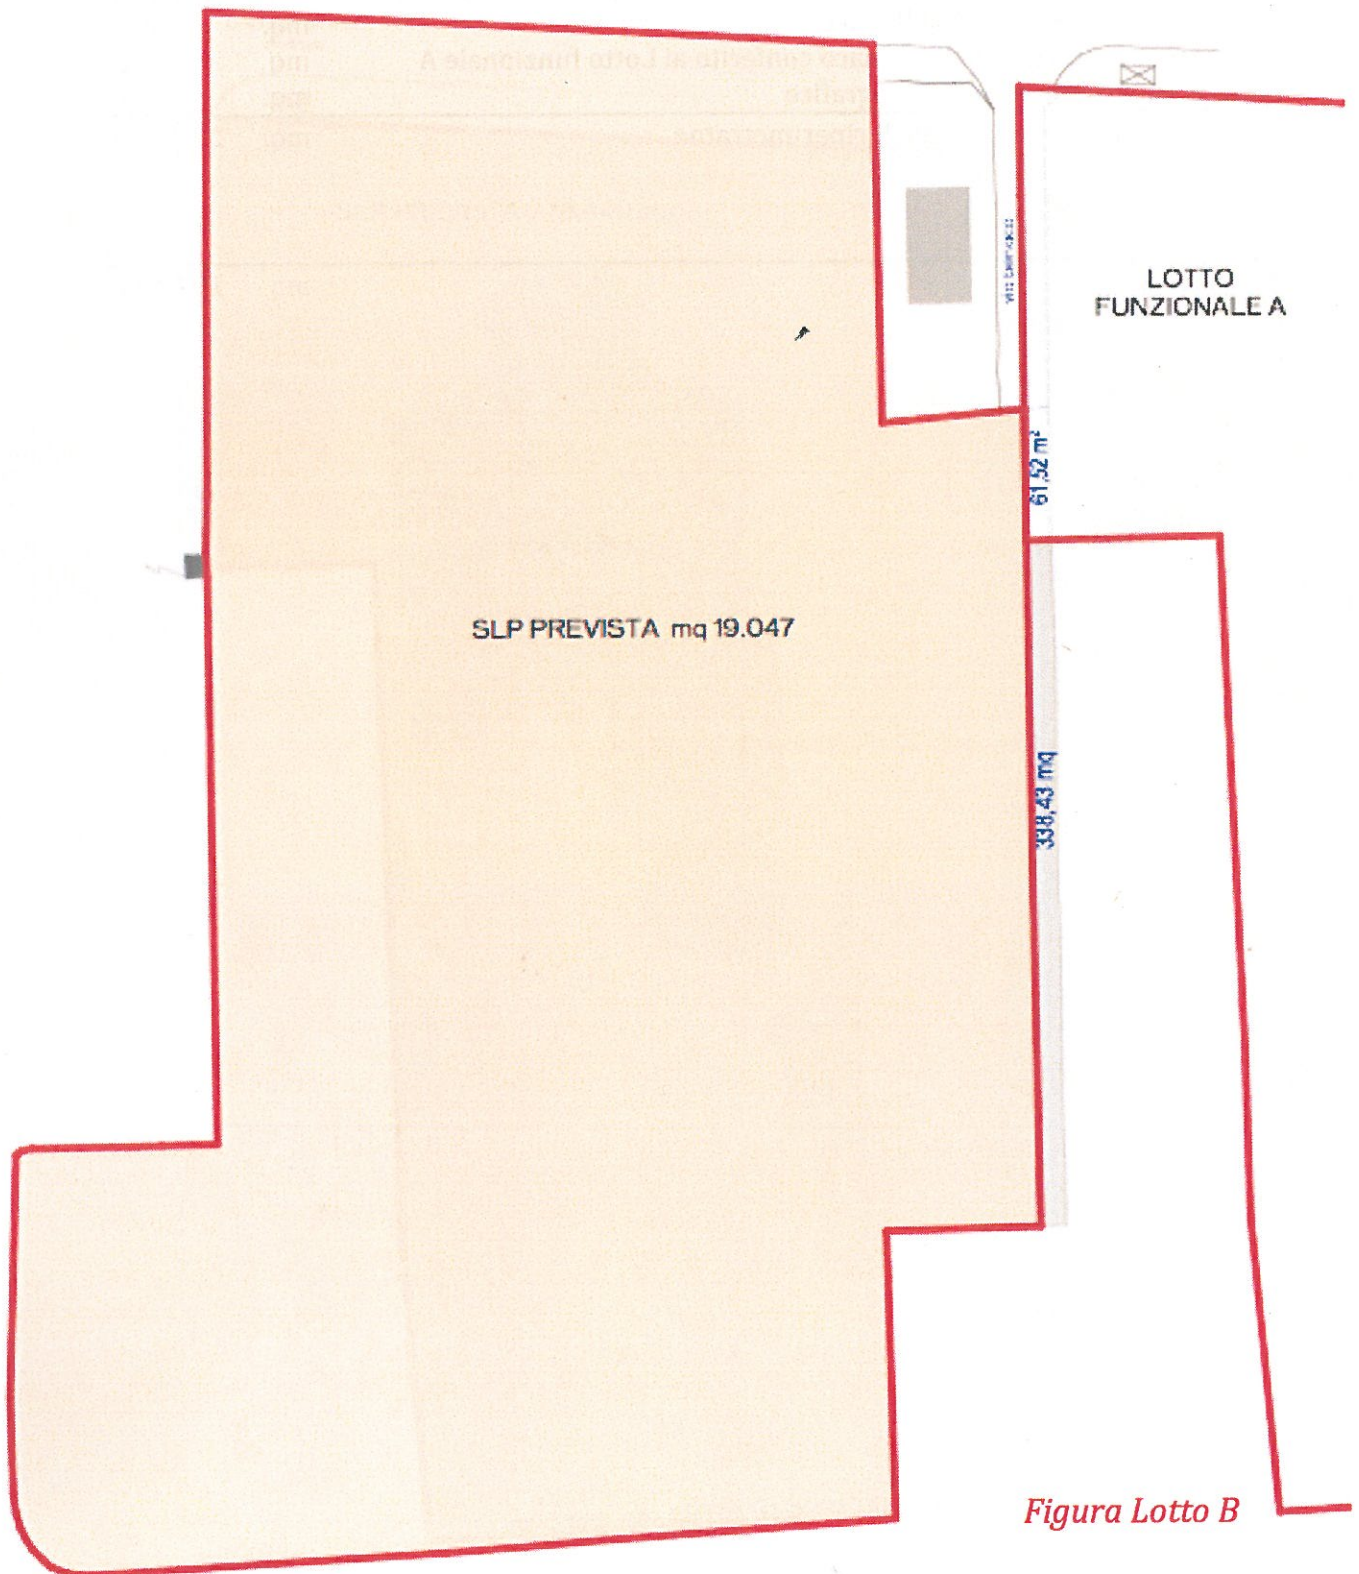 LOTTO
FUNZIONALE A
61,52 m²
SLP PREVISTA mq 19.047
338,43 mq
Figura Lotto B